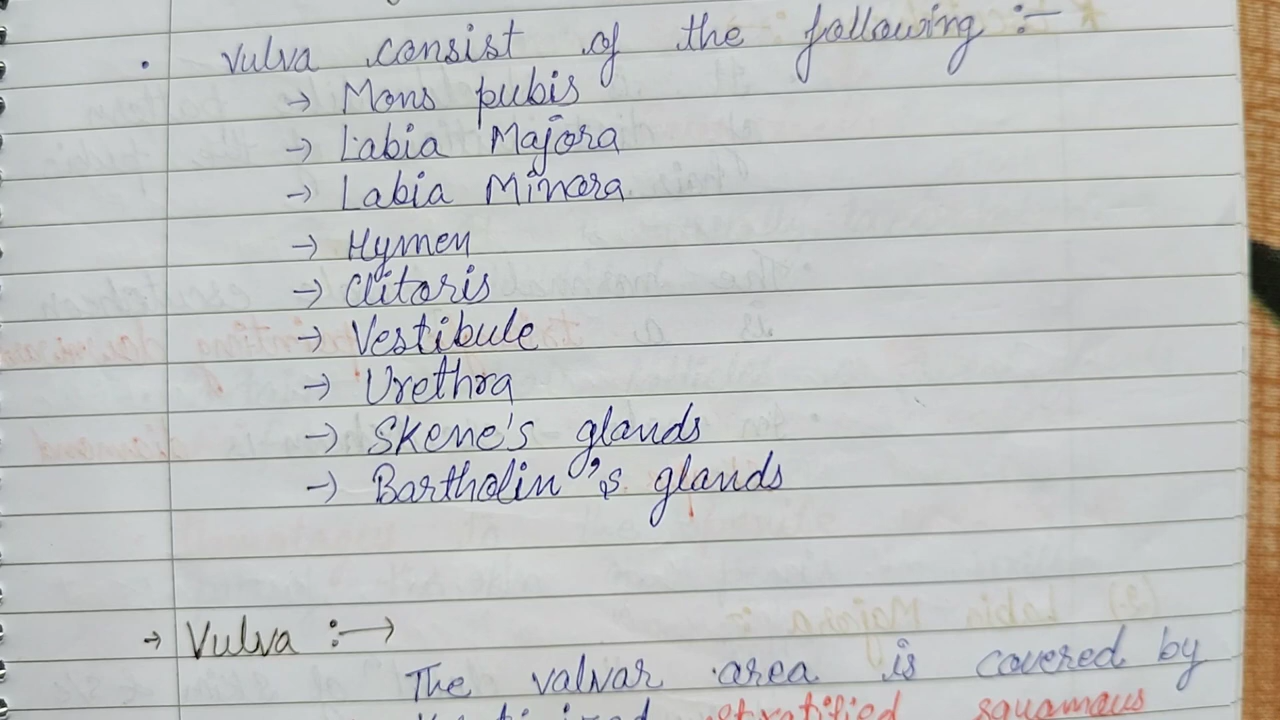 • Vulva consist of the following :-
→ Mons pubis
→ Labia Majora
→ Labia Minora
→ Hymen
→ Clitoris
→ Vestibule
→ Urethra
→ Skene's glands
→ Bartholin's glands
→ Vulva :→
The valvar area is covered by
stratified squamous